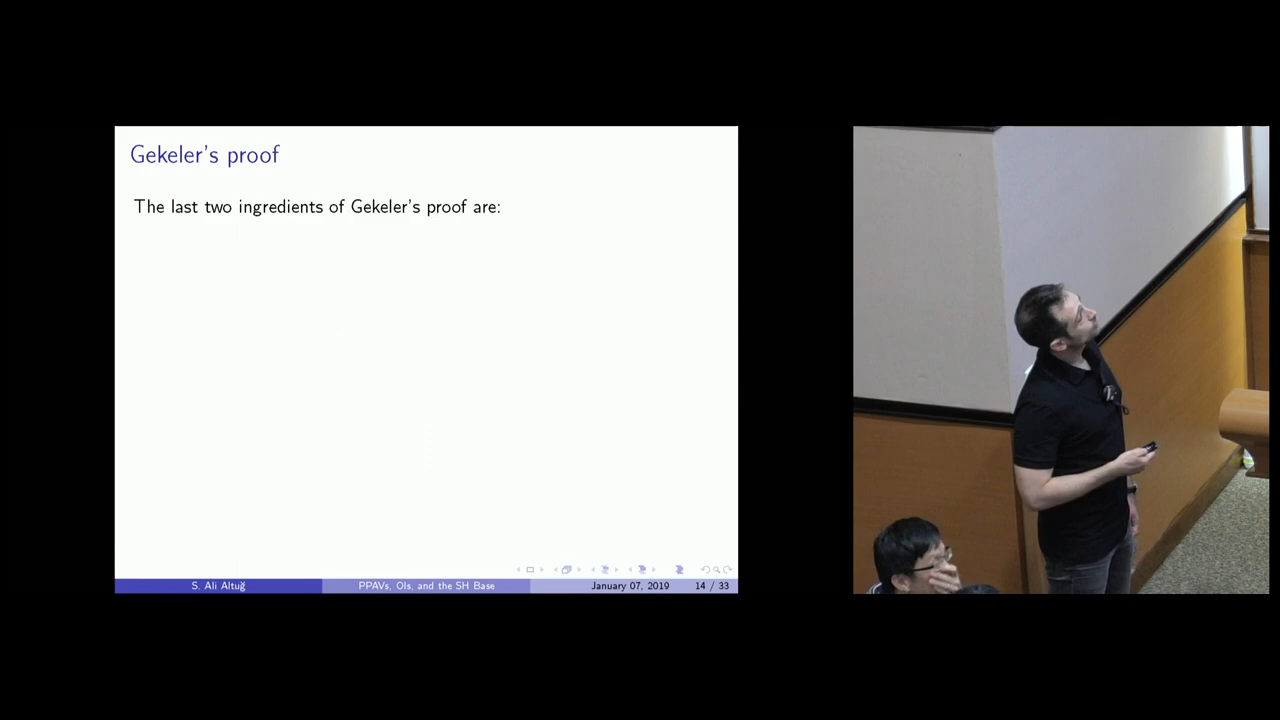 Gekeler's proof
The last two ingredients of Gekeler's proof are:
S. Ali Altuğ
PPAVs, OIs, and the SH Base
January 07, 2019
14 / 33